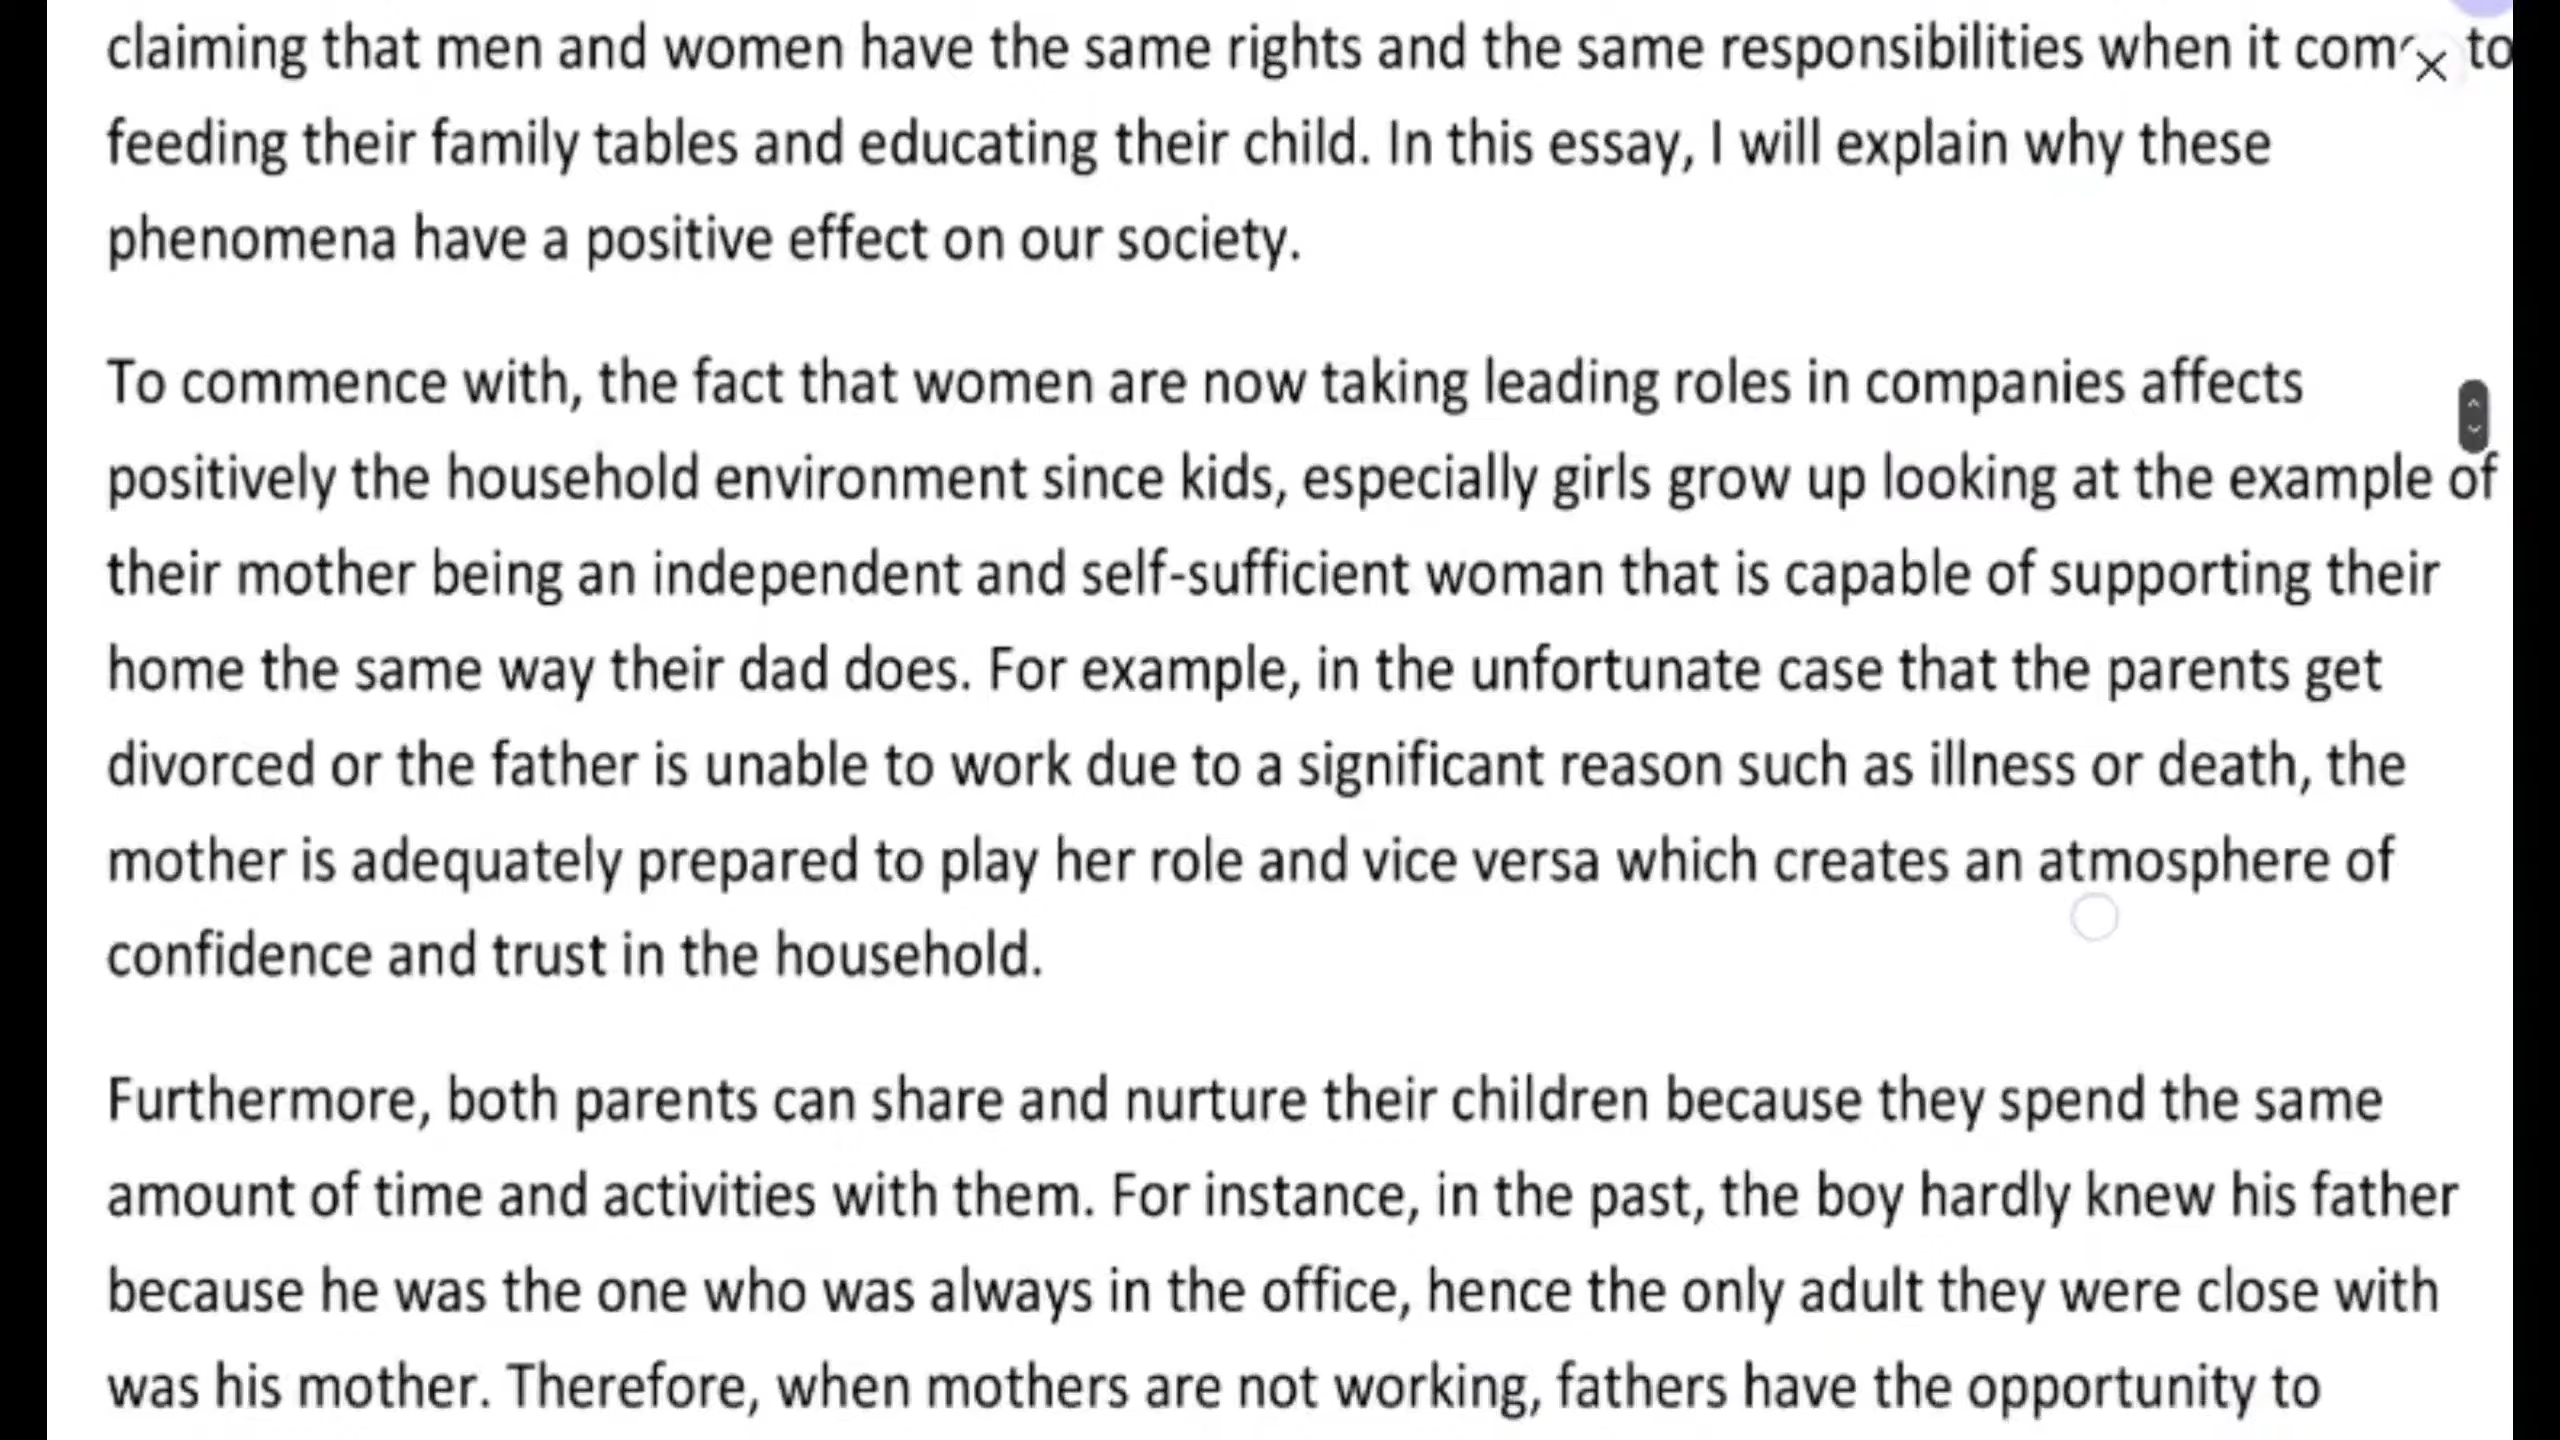 claiming that men and women have the same rights and the same responsibilities when it com to
feeding their family tables and educating their child. In this essay, I will explain why these
phenomena have a positive effect on our society.
To commence with, the fact that women are now taking leading roles in companies affects
positively the household environment since kids, especially girls grow up looking at the example of
their mother being an independent and self-sufficient woman that is capable of supporting their
home the same way their dad does. For example, in the unfortunate case that the parents get
divorced or the father is unable to work due to a significant reason such as illness or death, the
mother is adequately prepared to play her role and vice versa which creates an atmosphere of
confidence and trust in the household.
Furthermore, both parents can share and nurture their children because they spend the same
amount of time and activities with them. For instance, in the past, the boy hardly knew his father
because he was the one who was always in the office, hence the only adult they were close with
was his mother. Therefore, when mothers are not working, fathers have the opportunity to